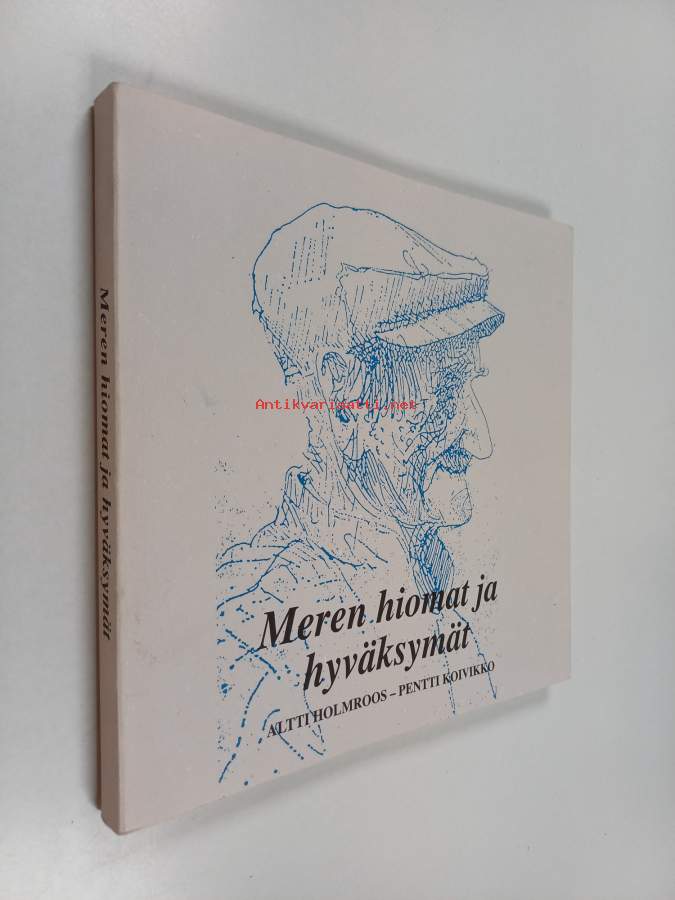 Meren hiomat ja hyväksymät
Antikvariaatti.net
Meren hiomat ja
hyväksymät
ALTTI HOLMROOS – PENTTI KOIVIKKO